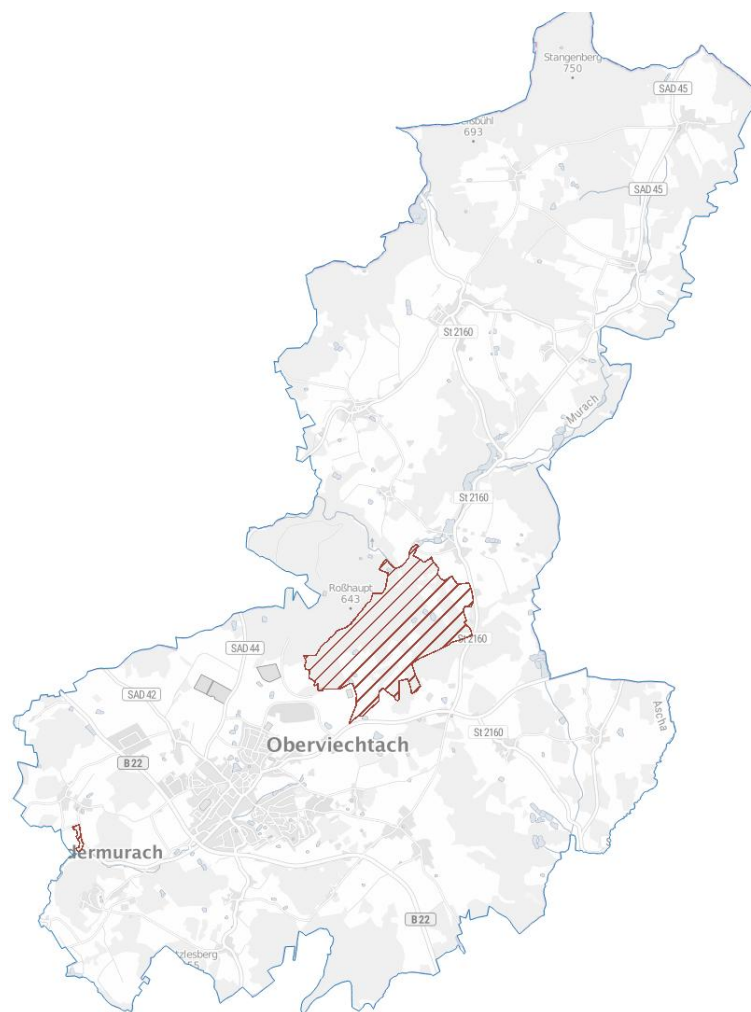 Stangenberg
750
SAD 45
693
SAD 45
St 2160
Murach
St 2160
Roßhaupt
643
St 2160
SAD 44
SAD 42
Ascha
St 2160
Oberviechtach
B 22
dermurach
B 22